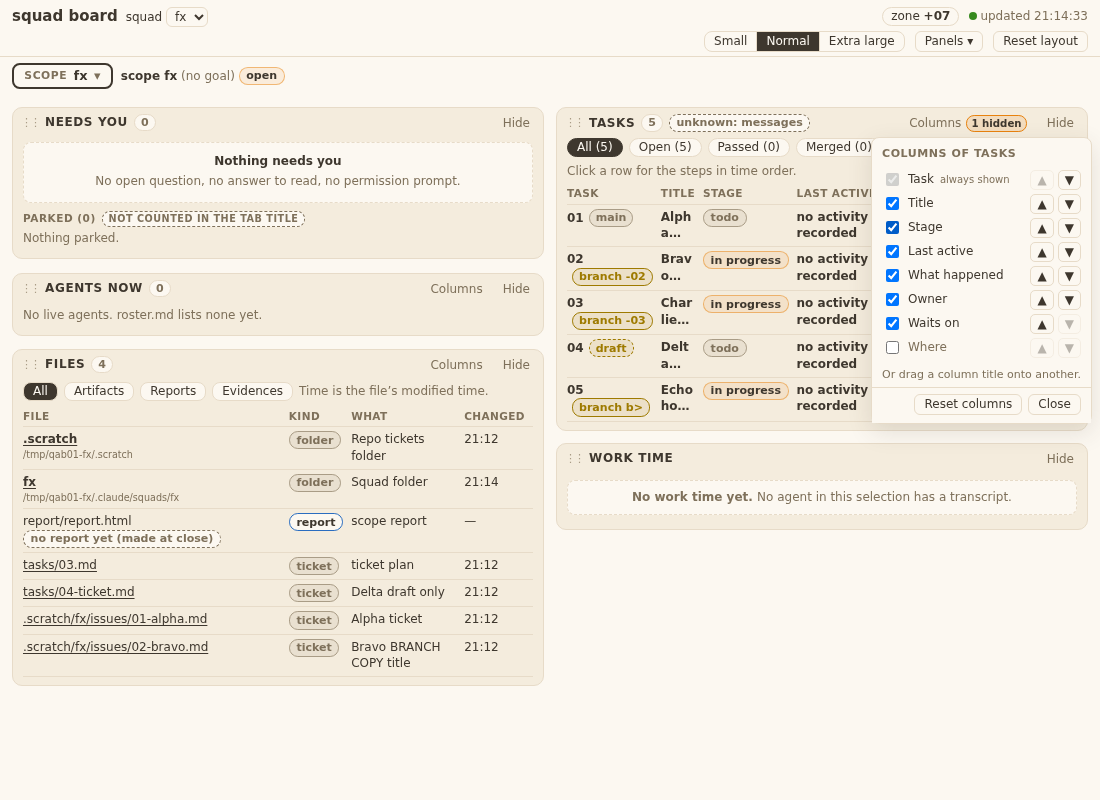 squad board squad fx
zone +07 updated 21:14:33
Small Normal Extra large Panels ▾ Reset layout
SCOPE fx ▾ scope fx (no goal) open
NEEDS YOU 0 Hide
Nothing needs you
No open question, no answer to read, no permission prompt.
PARKED (0) NOT COUNTED IN THE TAB TITLE
Nothing parked.
AGENTS NOW 0 Columns Hide
No live agents. roster.md lists none yet.
FILES 4 Columns Hide
All Artifacts Reports Evidences Time is the file’s modified time.
FILE KIND WHAT CHANGED
.scratch folder Repo tickets 21:12
/tmp/qab01-fx/.scratch folder
fx folder Squad folder 21:14
/tmp/qab01-fx/.claude/squads/fx
report/report.html report scope report —
no report yet (made at close)
tasks/03.md ticket ticket plan 21:12
tasks/04-ticket.md ticket Delta draft only 21:12
.scratch/fx/issues/01-alpha.md ticket Alpha ticket 21:12
.scratch/fx/issues/02-bravo.md ticket Bravo BRANCH 21:12
COPY title
TASKS 5 unknown: messages Columns 1 hidden Hide
All (5) Open (5) Passed (0) Merged (0)
Click a row for the steps in time order.
TASK TITLE STAGE LAST ACTIV
01 main Alph todo no activity
a… recorded
02 Brav in progress no activity
branch -02 o… recorded
03 Char in progress no activity
branch -03 lie… recorded
04 draft Delt todo no activity
a… recorded
05 Echo in progress no activity
branch b> ho… recorded
COLUMNS OF TASKS
Task always shown ▲ ▼
Title ▲ ▼
Stage ▲ ▼
Last active ▲ ▼
What happened ▲ ▼
Owner ▲ ▼
Waits on ▲ ▼
Where ▲ ▼
Or drag a column title onto another.
Reset columns Close
WORK TIME Hide
No work time yet. No agent in this selection has a transcript.